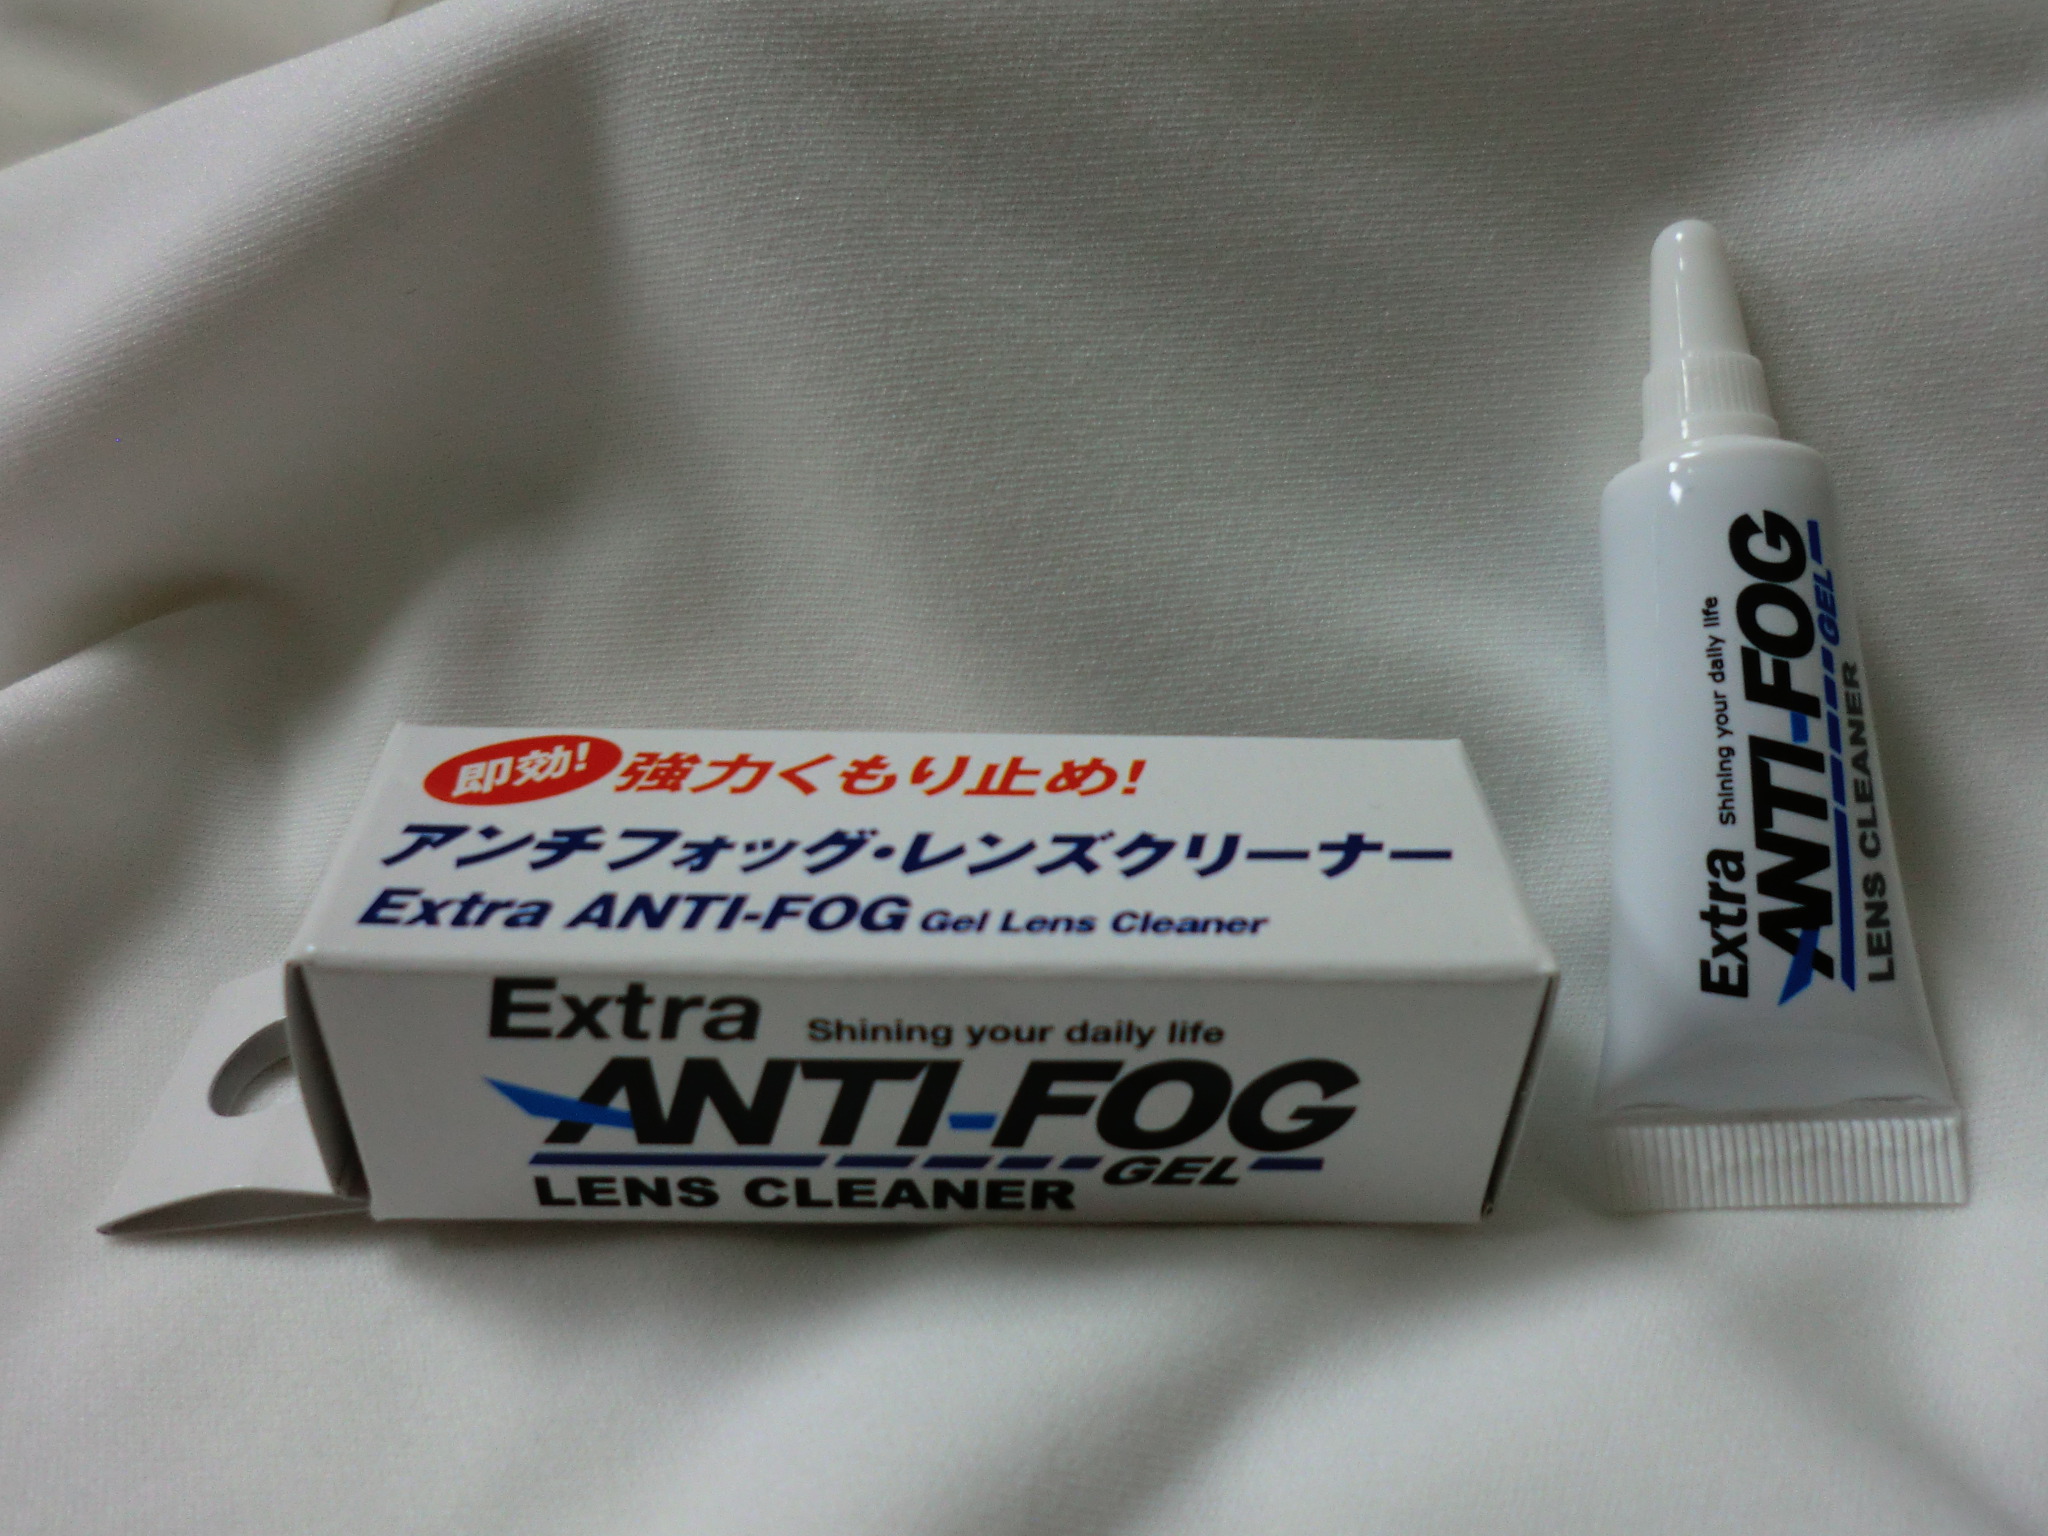 即効! 強力くもり止め!
アンチフォッグ・レンズクリーナー
Extra ANTI-FOG Gel Lens Cleaner
Extra Shining your daily life
ANTI-FOG
GEL
LENS CLEANER
Extra Shining your daily life
ANTI-FOG
GEL
LENS CLEANER